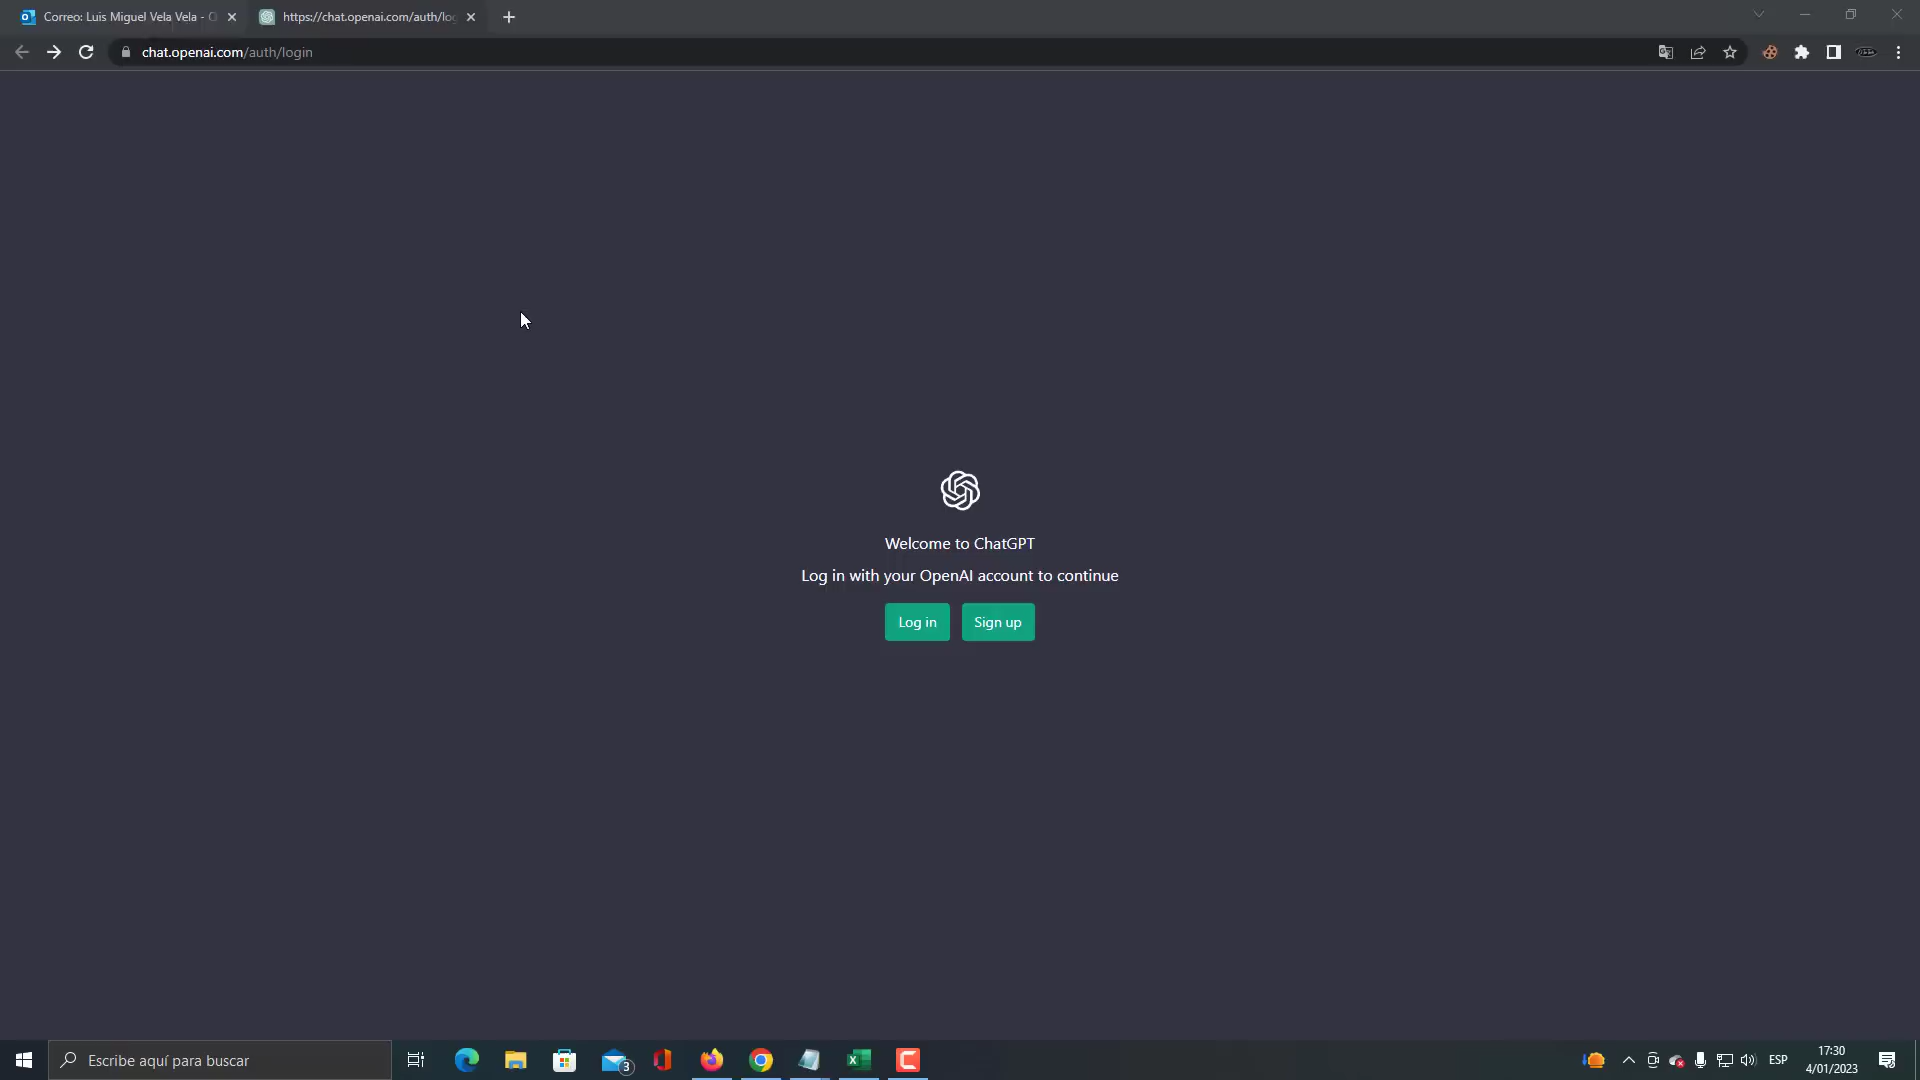 Correo: Luis Miguel Vela Vela - O
https://chat.openai.com/auth/log
chat.openai.com/auth/login
Welcome to ChatGPT
Log in with your OpenAI account to continue
Log in
Sign up
Escribe aquí para buscar
3
ESP
17:30
4/01/2023